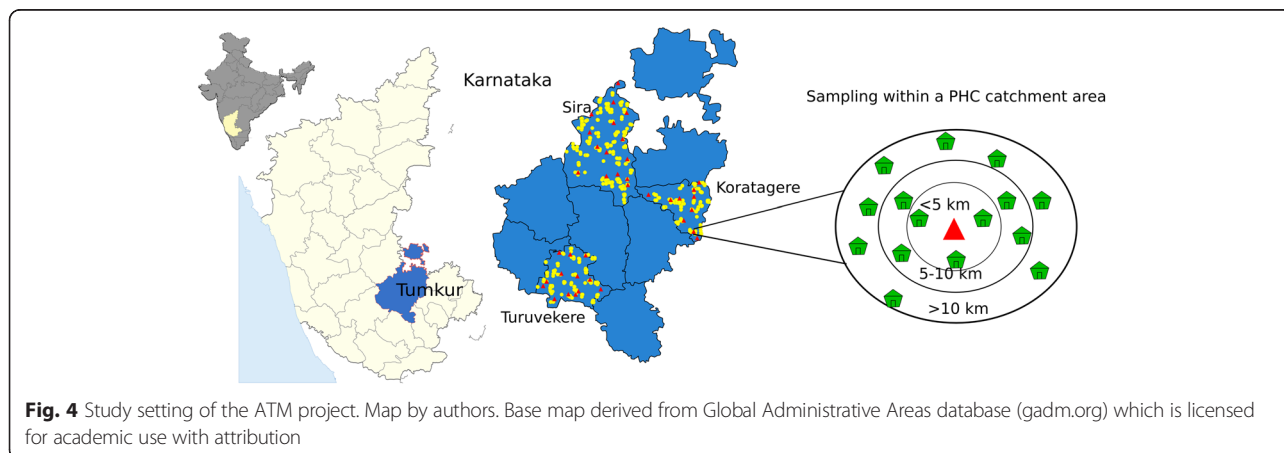 Karnataka
Sira
Koratagere
Turuvekere
Tumkur
Sampling within a PHC catchment area
<5 km
5-10 km
>10 km
Fig. 4 Study setting of the ATM project. Map by authors. Base map derived from Global Administrative Areas database (gadm.org) which is licensed
for academic use with attribution